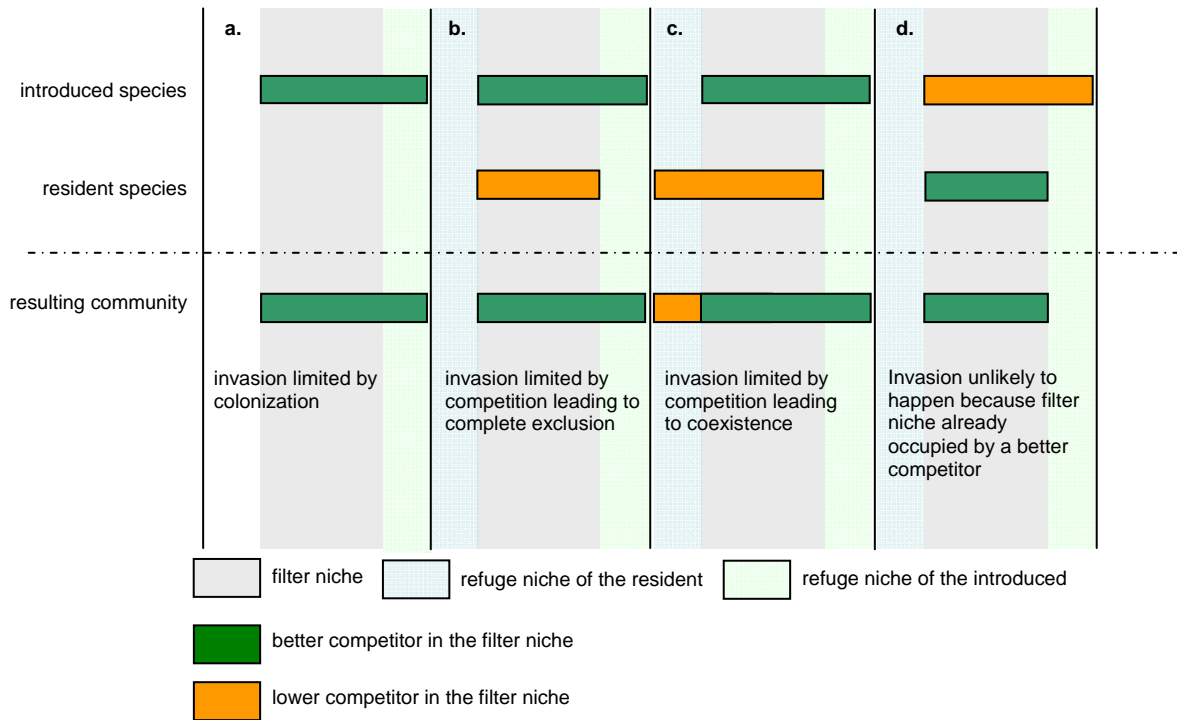 a.
b.
c.
d.
introduced species
resident species
resulting community
invasion limited by
colonization
invasion limited by
competition leading to
complete exclusion
invasion limited by
competition leading
to coexistence
Invasion unlikely to
happen because filter
niche already
occupied by a better
competitor
filter niche
refuge niche of the resident
refuge niche of the introduced
better competitor in the filter niche
lower competitor in the filter niche